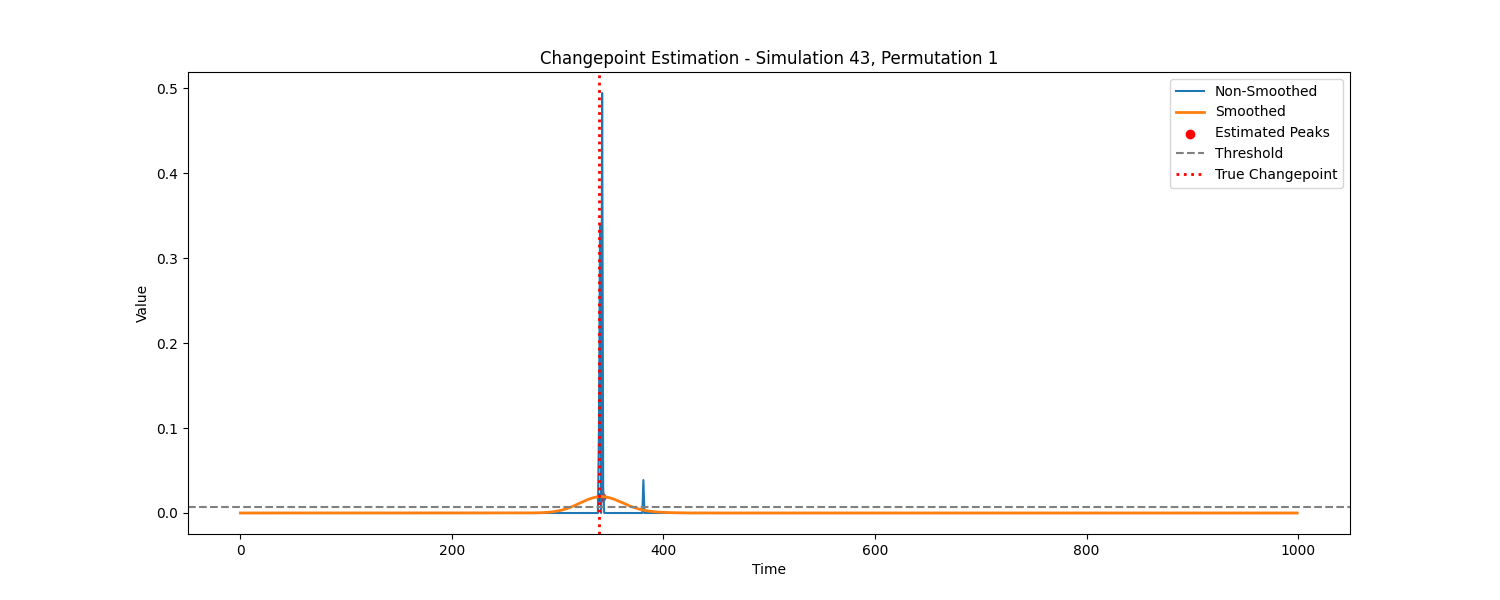 Changepoint Estimation - Simulation 43, Permutation 1
0.5
0.4
0.3
0.2
0.1
0.0
Value
Non-Smoothed
Smoothed
Estimated Peaks
Threshold
True Changepoint
0 200 400 600 800 1000
Time